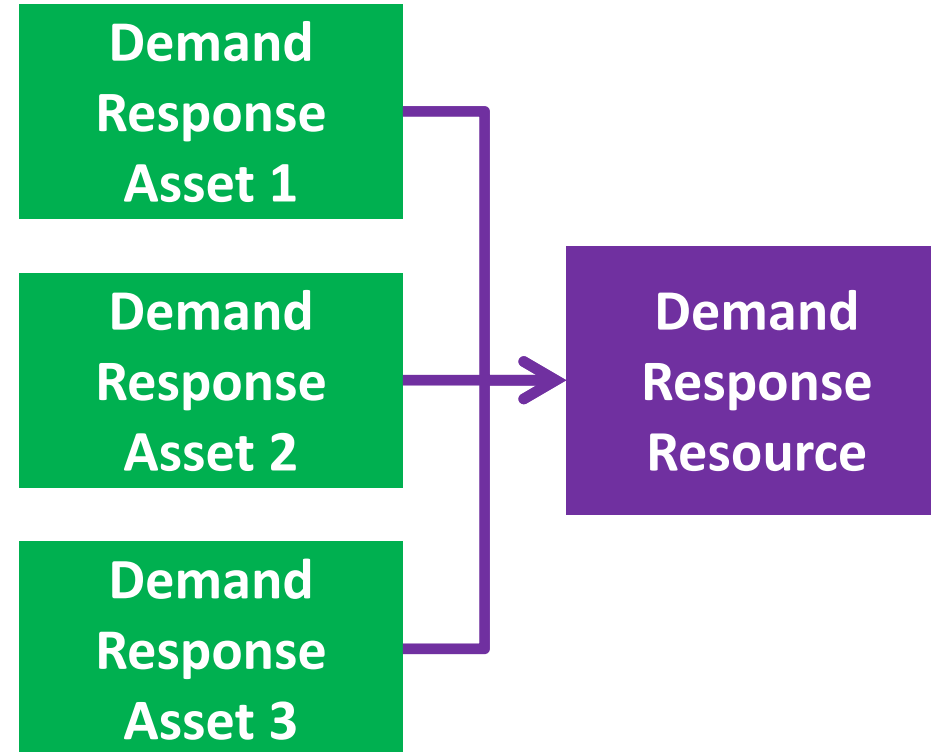 Demand
Response
Asset 1
Demand
Response
Asset 2
Demand
Response
Asset 3
Demand
Response
Resource